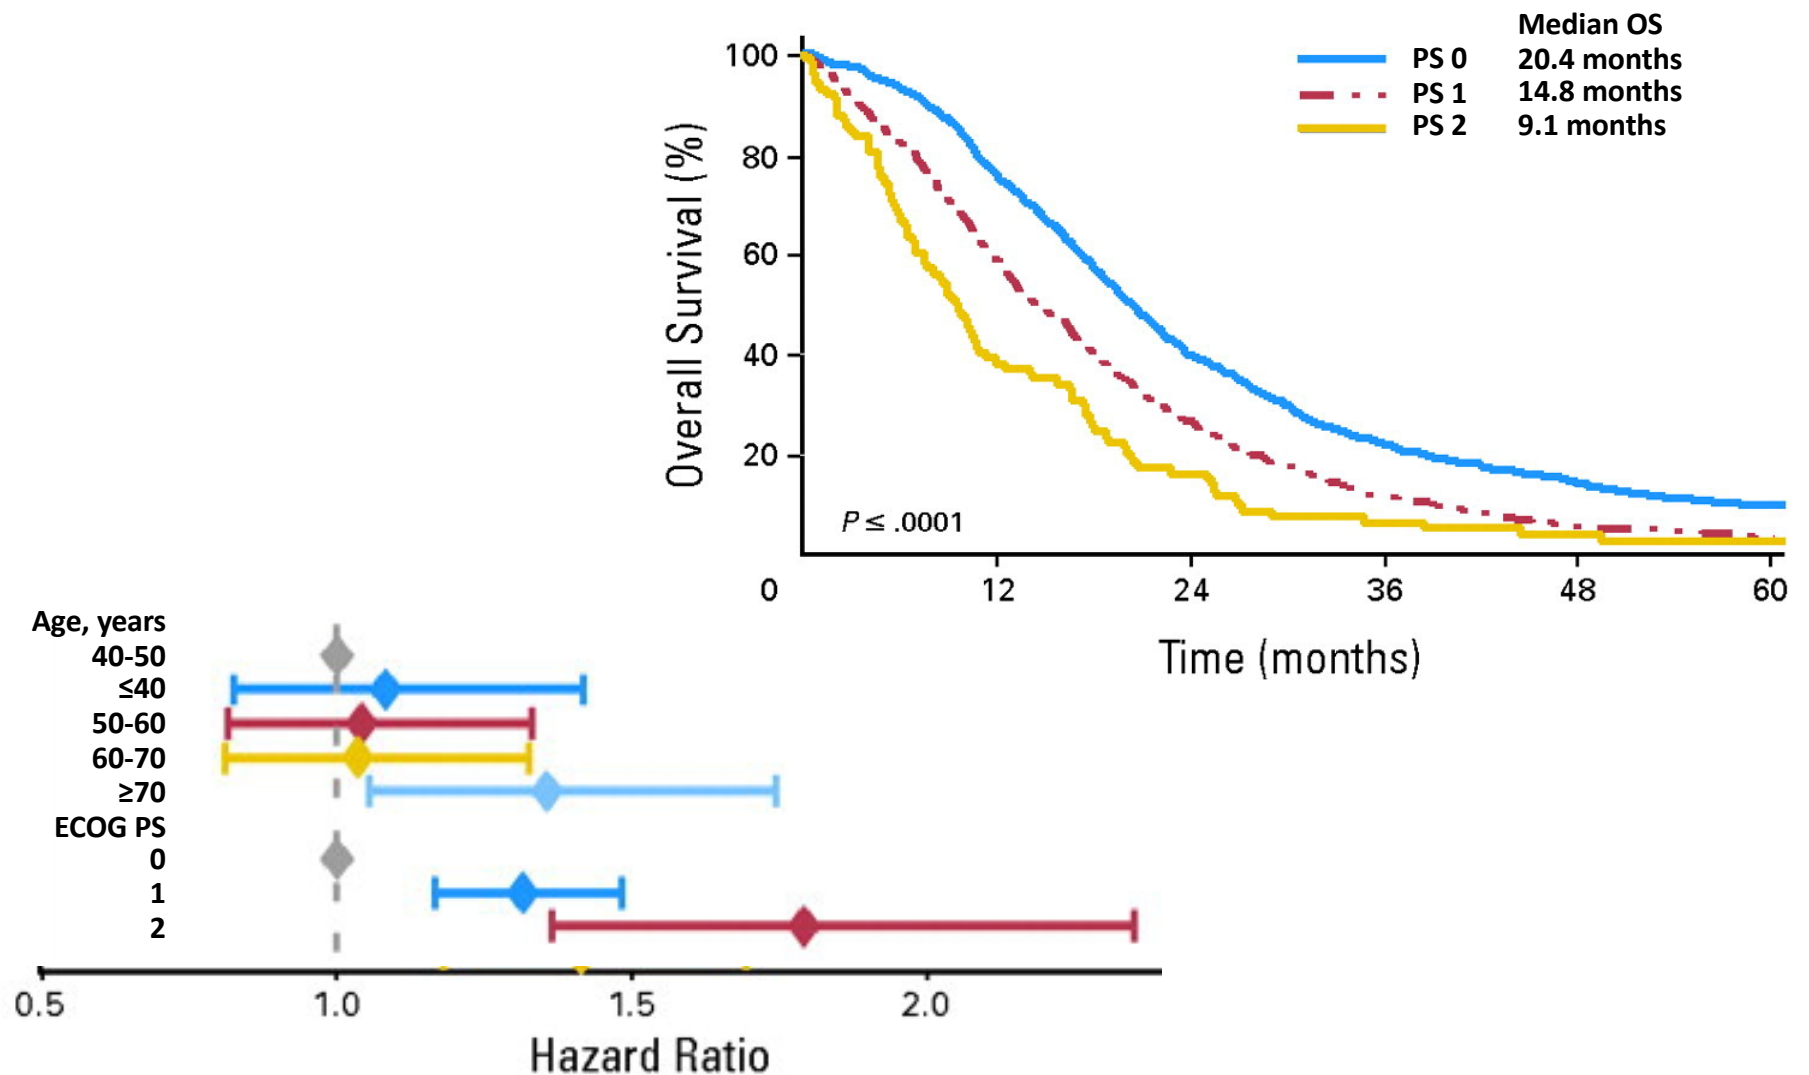 Median OS
PS 0 20.4 months
PS 1 14.8 months
PS 2 9.1 months
100
80
60
40
20
Overall Survival (%)
P ≤ .0001
0 12 24 36 48 60
Time (months)
Age, years
40-50
≤40
50-60
60-70
≥70
ECOG PS
0
1
2
0.5 1.0 1.5 2.0
Hazard Ratio